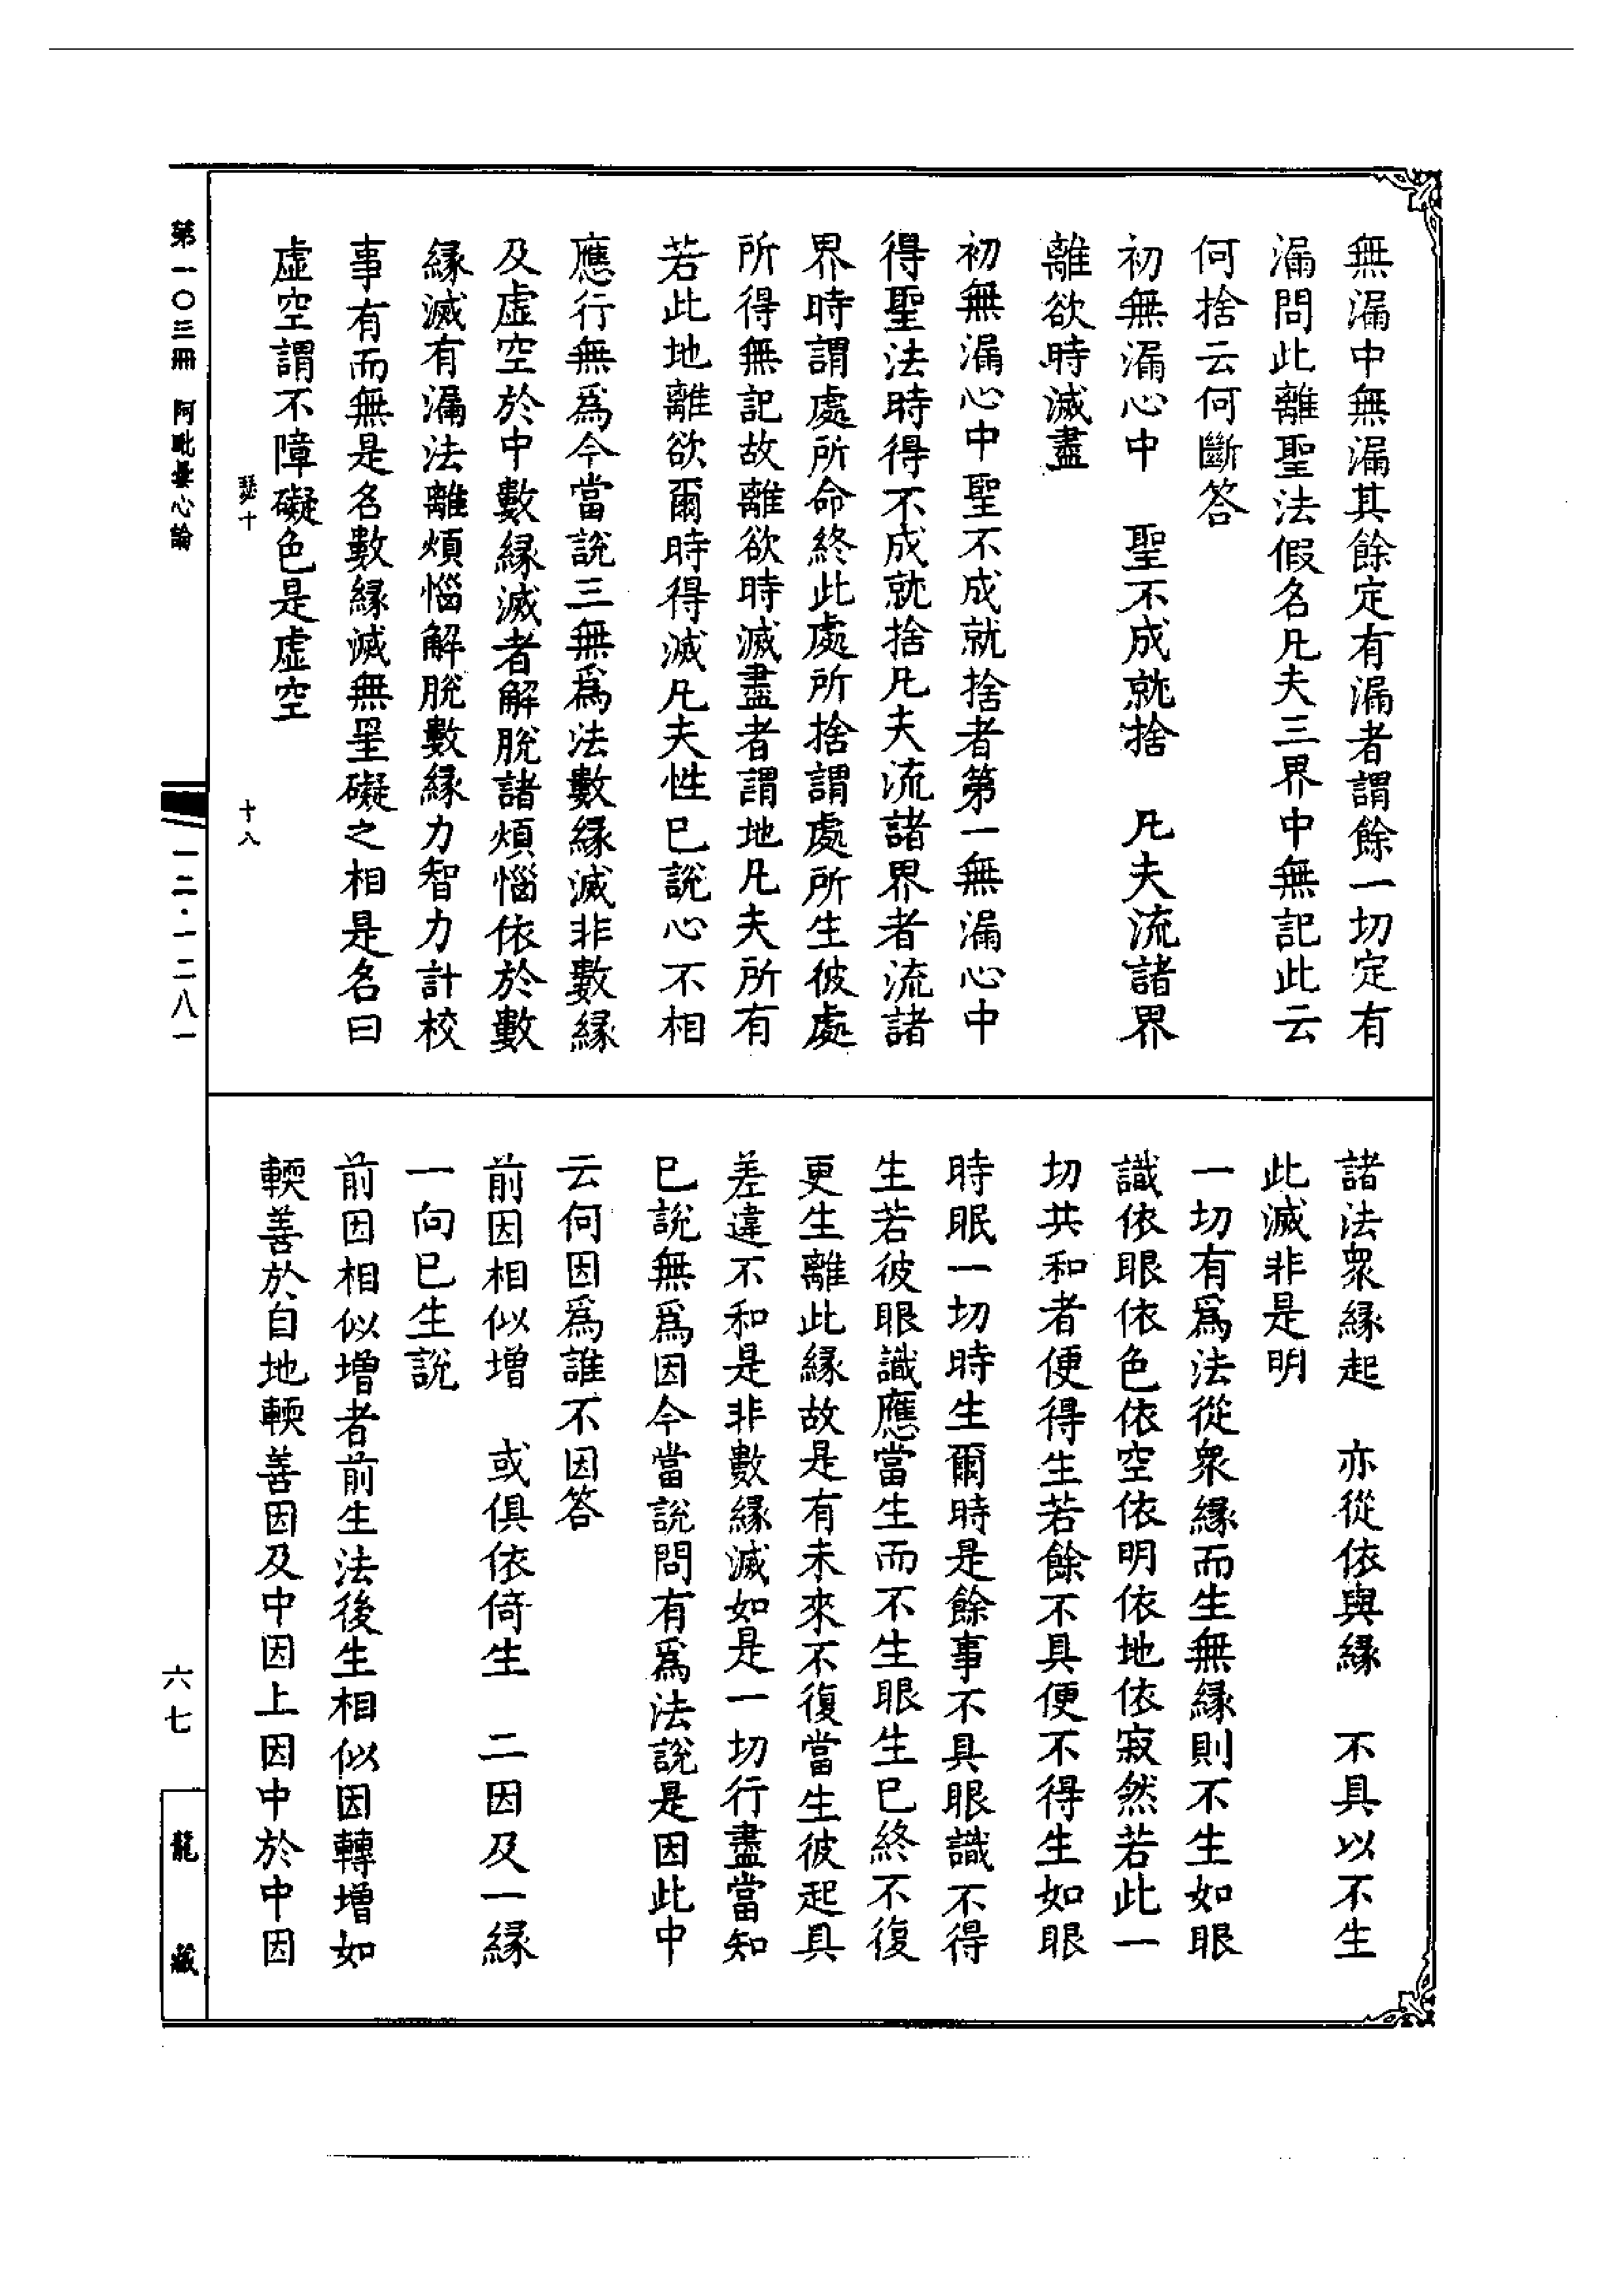 無漏中無漏其餘定有漏者謂餘一切定有
漏問此離聖法假名凡夫三界中無記此云
何捨云何斷答
初無漏心中　聖不成就捨　凡夫流諸界
離欲時滅盡
初無漏心中聖不成就捨者第一無漏心中
得聖法時得不成就捨凡夫流諸界者流諸
界時謂處所命終此處所捨謂處所生彼處
所得無記故離欲時滅盡者謂地凡夫所有
若此地離欲爾時得滅凡夫性已說心不相
應行無爲今當說三無爲法數緣滅非數緣
及虛空於中數緣滅者解脫諸煩惱依於數
緣滅有漏法離煩惱解脫數緣力智力計校
事有而無是名數緣滅無罣礙之相是名曰
虛空謂不障礙色是虛空
瑟十　十八
諸法衆緣起　亦從依與緣　不具以不生
此滅非是明
一切有爲法從衆緣而生無緣則不生如眼
識依眼依色依空依明依地依寂然若此一
切共和者便得生若餘不具便不得生如眼
時眠一切時生爾時是餘事不具眼識不得
生若彼眼識應當生而不生眼生已終不復
更生離此緣故是有未來不復當生彼起具
差違不和是非數緣滅如是一切行盡當知
已說無爲因今當說問有爲法說是因此中
云何因爲誰不因答
前因相似增　或俱依倚生　二因及一緣
一向已生說
前因相似增者前生法後生相似因轉增如
輭善於自地輭善因及中因上因中於中因
第一〇三冊　阿毗曇心論
一二·一二八一
六七
龍藏